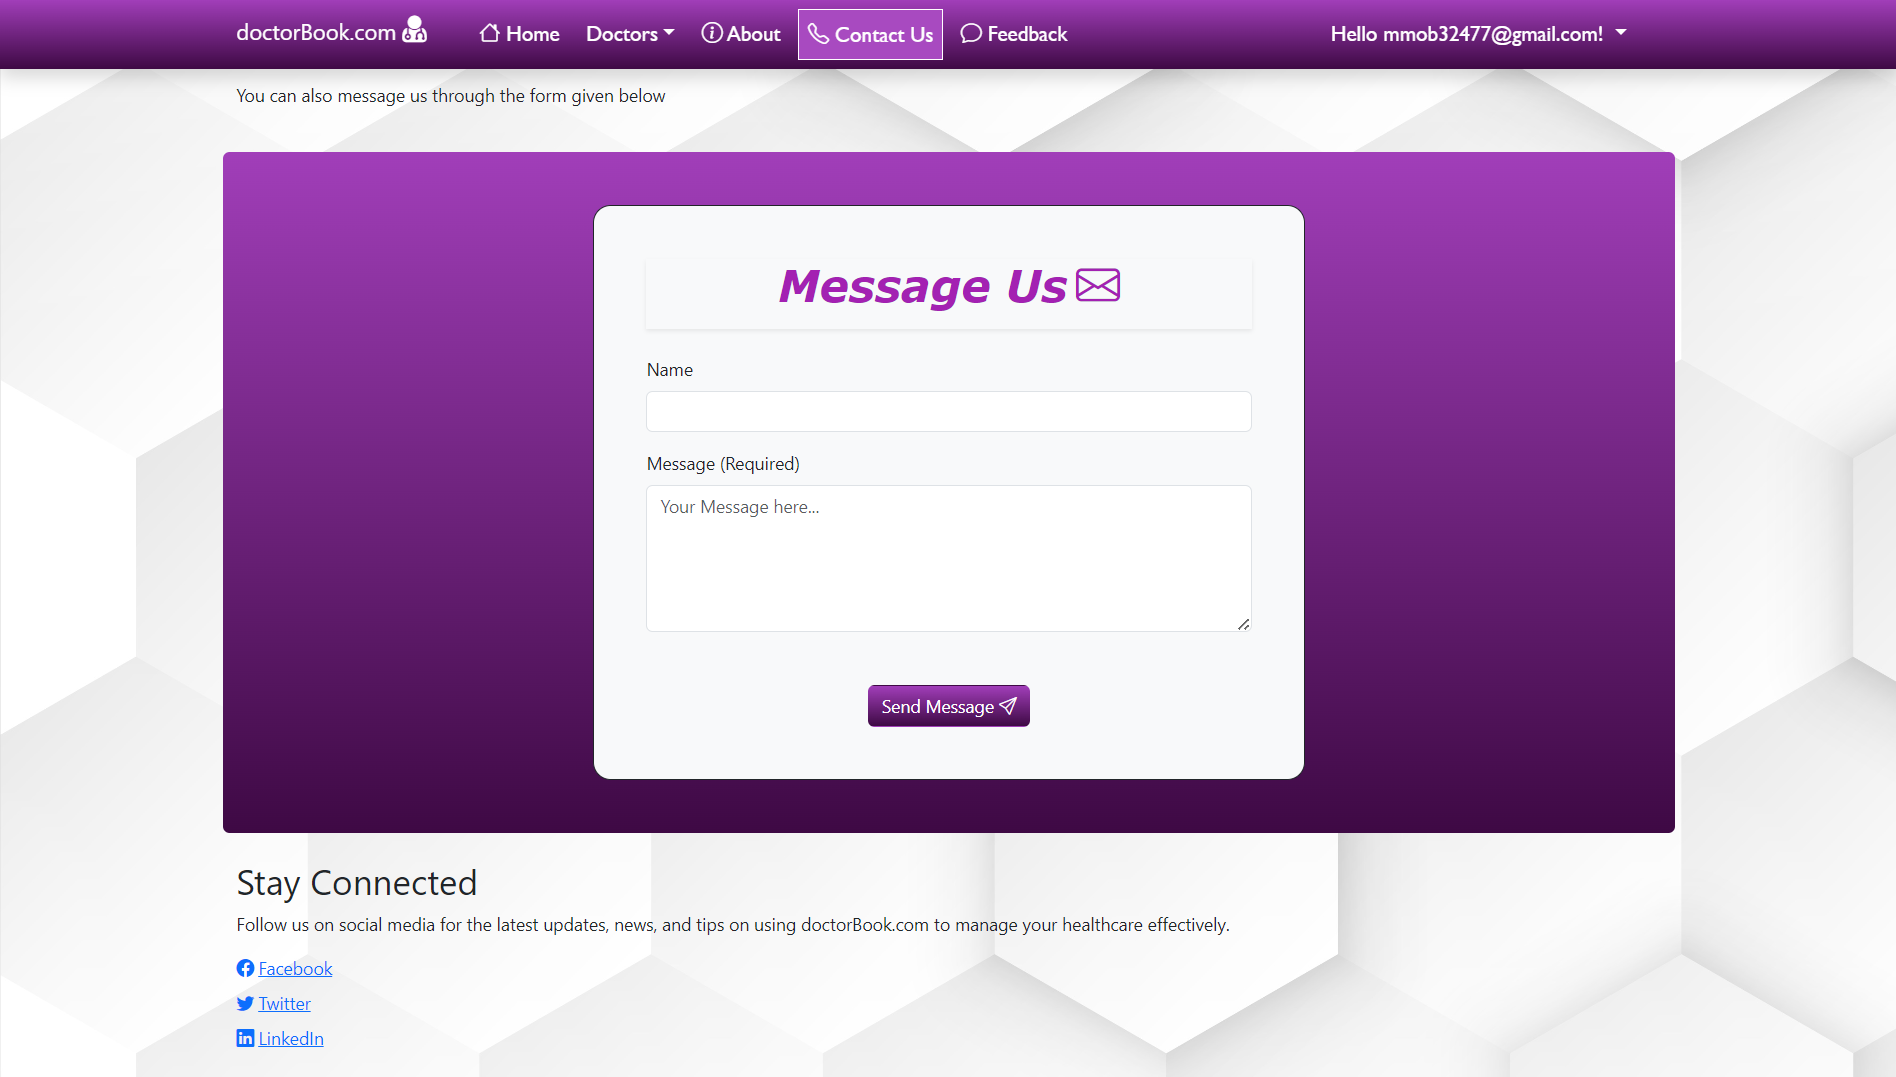 doctorBook.com Home Doctors About Contact Us Feedback Hello mmob32477@gmail.com!
You can also message us through the form given below
Message Us
Name
Message (Required)
Your Message here...
Send Message
Stay Connected
Follow us on social media for the latest updates, news, and tips on using doctorBook.com to manage your healthcare effectively.
Facebook
Twitter
LinkedIn